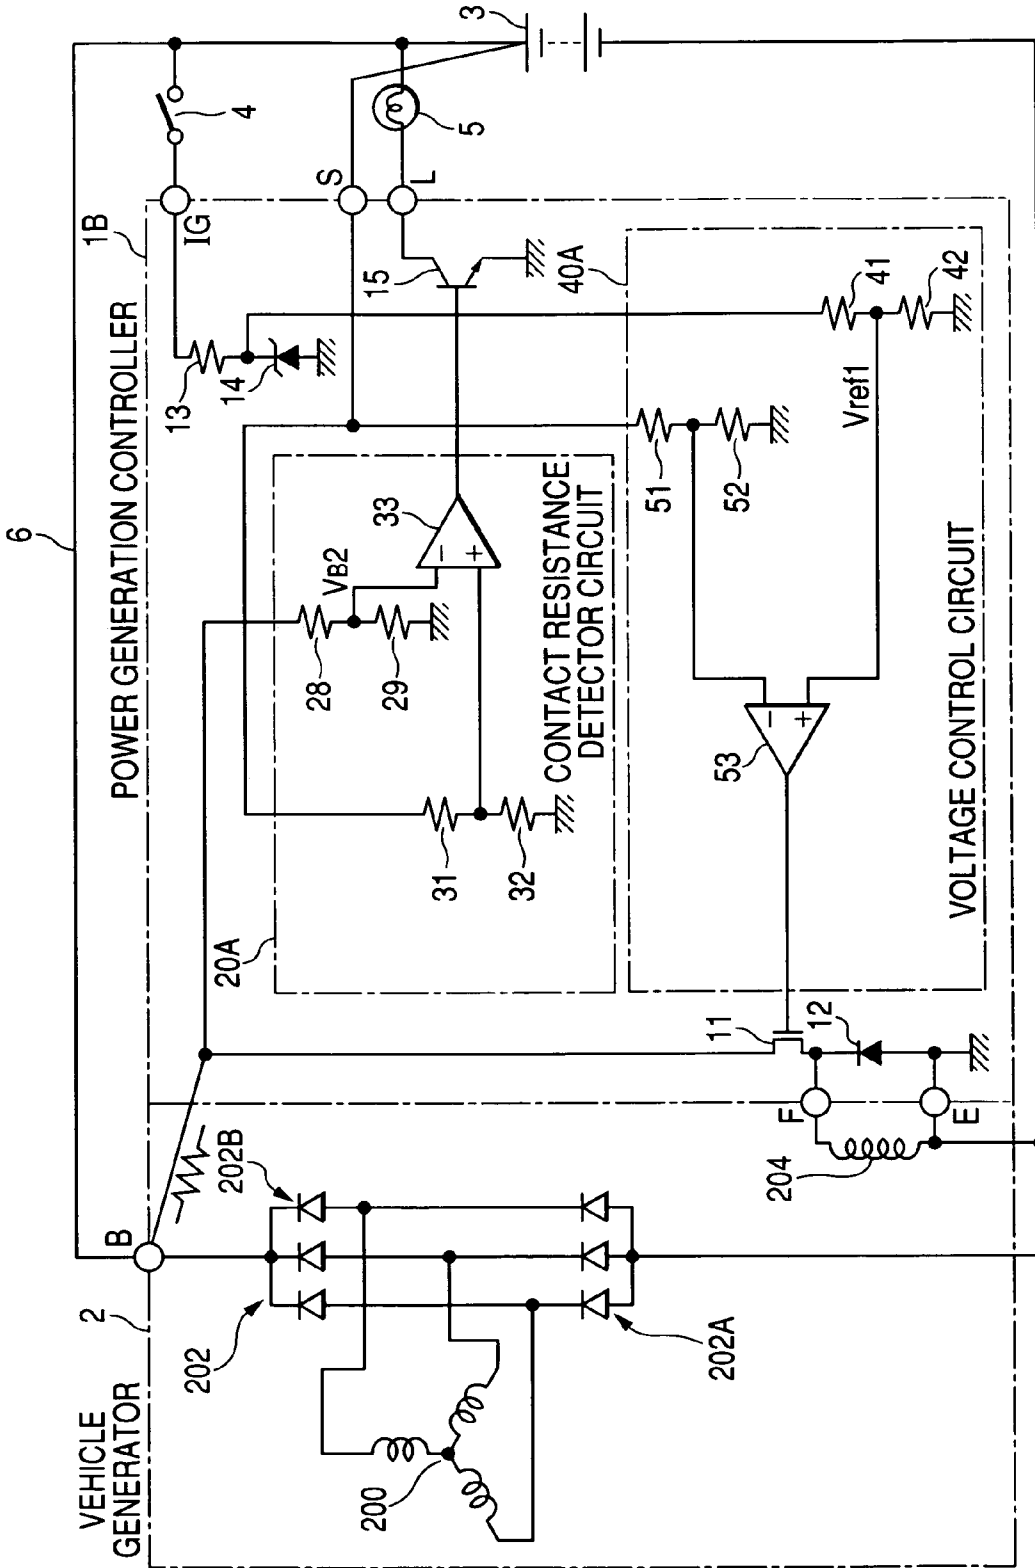 6
VEHICLE
GENERATOR
2
B
POWER GENERATION CONTROLLER
1B
202
202B
200
202A
20A
28
29
VB2
33
31
32
CONTACT RESISTANCE
DETECTOR CIRCUIT
13
14
15
IG
S
L
4
5
3
40A
F
E
204
11
12
53
51
52
Vref1
41
42
VOLTAGE CONTROL CIRCUIT
−
+
−
+